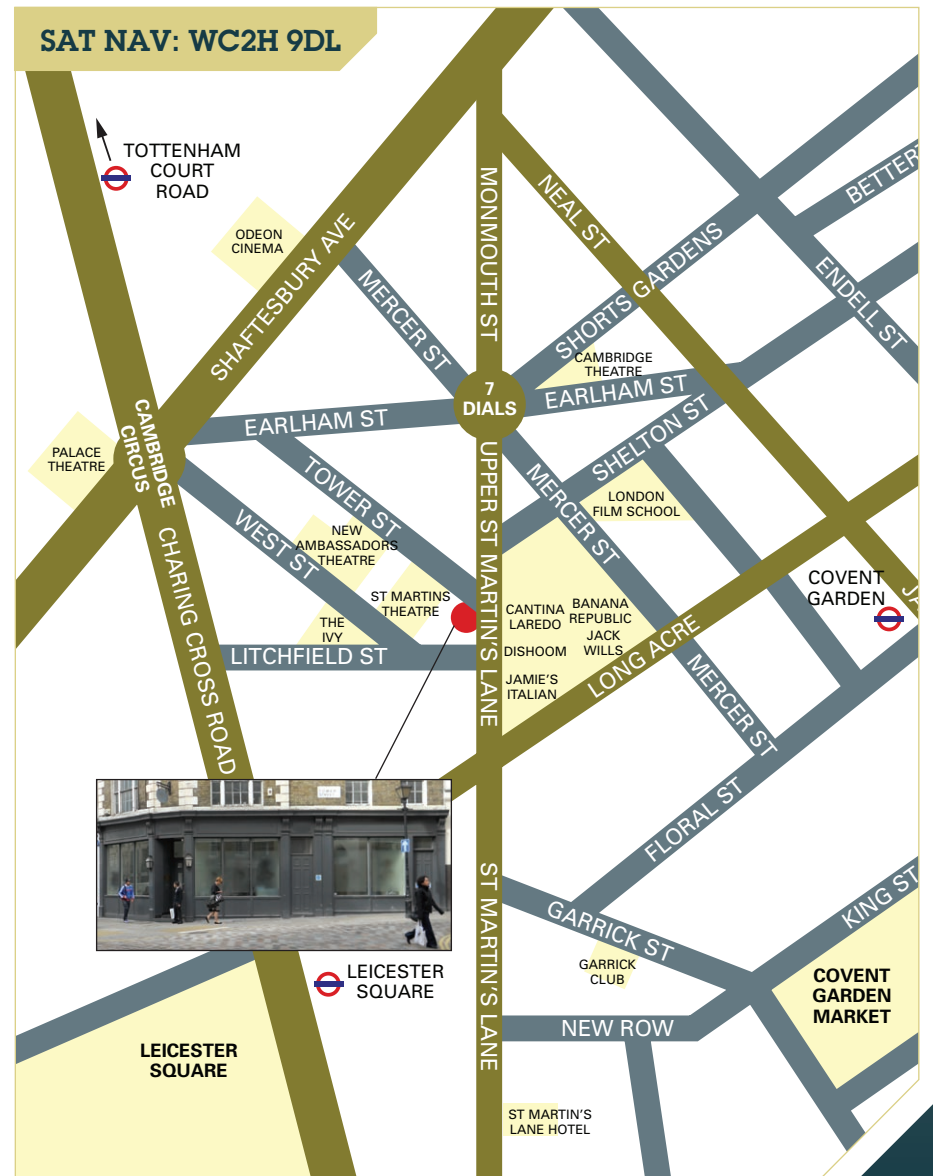 SAT NAV: WC2H 9DL
TOTTENHAM
COURT
ROAD
ODEON
CINEMA
SHAFTESBURY AVE
MERCER ST
MONMOUTH ST
NEAL ST
SHORTS GARDENS
BETTERT
ENDELL ST
CAMBRIDGE
THEATRE
7
DIALS
EARLHAM ST
EARLHAM ST
SHELTON ST
PALACE
THEATRE
CAMBRIDGE
CIRCUS
TOWER ST
WEST ST
NEW
AMBASSADORS
THEATRE
ST MARTINS
THEATRE
THE
IVY
LITCHFIELD ST
CHARING CROSS ROAD
UPPER ST MARTIN'S LANE
MERCER ST
LONDON
FILM SCHOOL
CANTINA
LAREDO
BANANA
REPUBLIC
JACK
WILLS
DISHOOM
JAMIE'S
ITALIAN
LONG ACRE
COVENT
GARDEN
JA
MERCER ST
FLORAL ST
ST MARTIN'S LANE
GARRICK ST
GARRICK
CLUB
KING ST
COVENT
GARDEN
MARKET
NEW ROW
LEICESTER
SQUARE
LEICESTER
SQUARE
ST MARTIN'S
LANE HOTEL